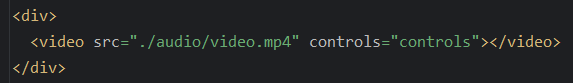 <div>
  <video src="./audio/video.mp4" controls="controls"></video>
</div>